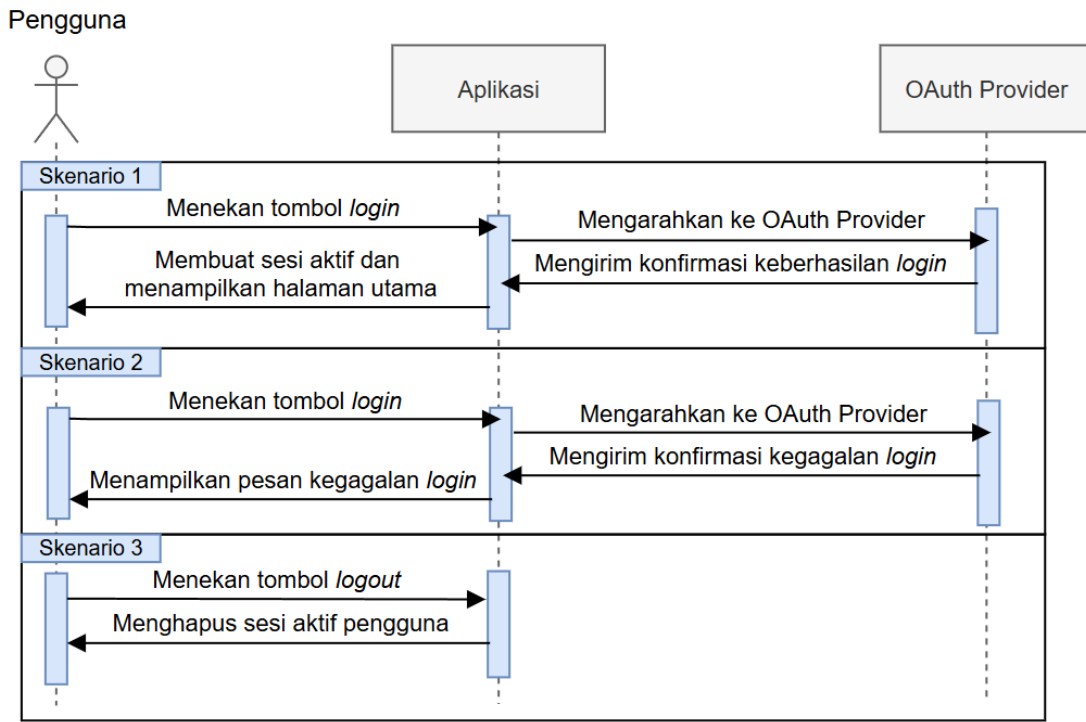 Pengguna
Aplikasi
OAuth Provider
Skenario 1
Menekan tombol login
Mengarahkan ke OAuth Provider
Mengirim konfirmasi keberhasilan login
Membuat sesi aktif dan
menampilkan halaman utama
Skenario 2
Menekan tombol login
Mengarahkan ke OAuth Provider
Mengirim konfirmasi kegagalan login
Menampilkan pesan kegagalan login
Skenario 3
Menekan tombol logout
Menghapus sesi aktif pengguna